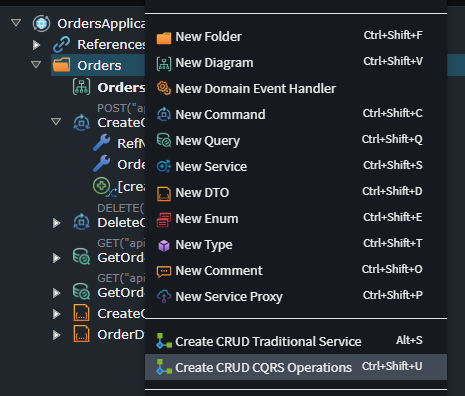 OrdersApplica
References
Orders
Orders
POST("ap
CreateO
RefN
Orde
[crea
DELETE(
DeleteO
GET("api
GetOrde
GET("api
GetOrde
CreateO
OrderD
New Folder Ctrl+Shift+F
New Diagram Ctrl+Shift+V
New Domain Event Handler
New Command Ctrl+Shift+C
New Query Ctrl+Shift+Q
New Service Ctrl+Shift+S
New DTO Ctrl+Shift+D
New Enum Ctrl+Shift+E
New Type Ctrl+Shift+T
New Comment Ctrl+Shift+O
New Service Proxy Ctrl+Shift+P
Create CRUD Traditional Service Alt+S
Create CRUD CQRS Operations Ctrl+Shift+U